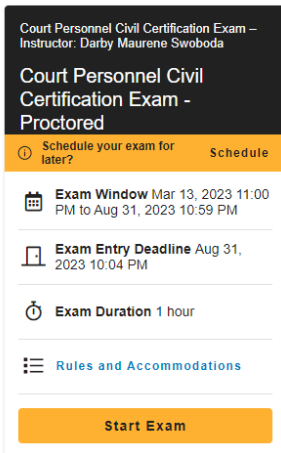 Court Personnel Civil Certification Exam –
Instructor: Darby Maurene Swoboda
Court Personnel Civil
Certification Exam -
Proctored
Schedule your exam for
later?
Schedule
Exam Window Mar 13, 2023 11:00
PM to Aug 31, 2023 10:59 PM
Exam Entry Deadline Aug 31,
2023 10:04 PM
Exam Duration 1 hour
Rules and Accommodations
Start Exam